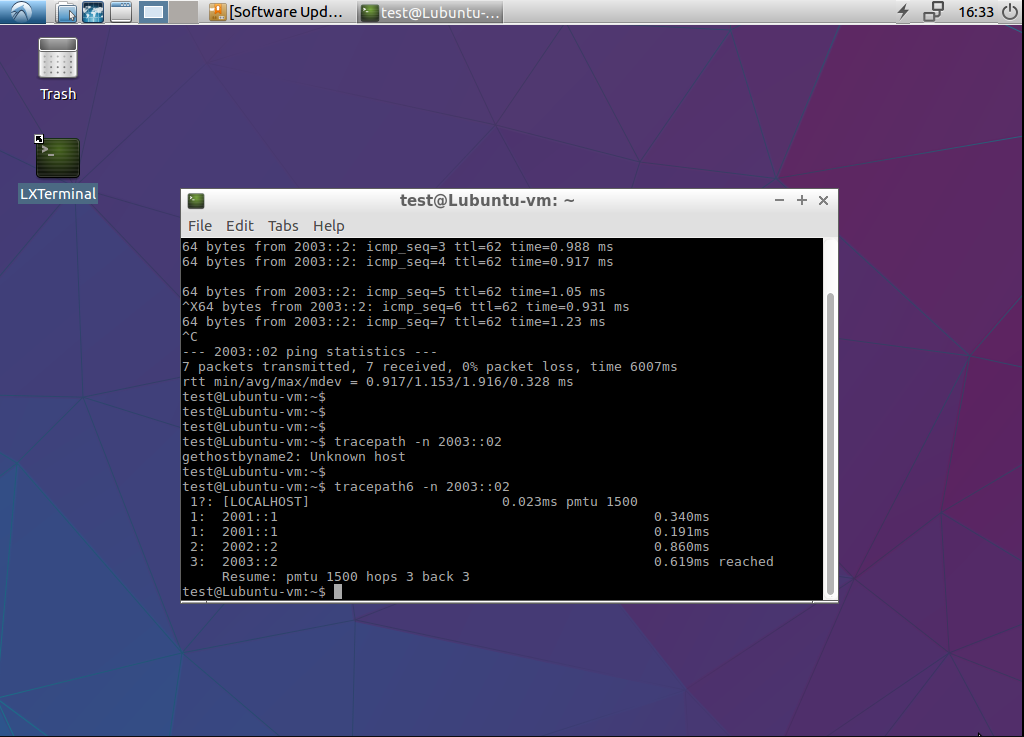 [Software Upd... test@Lubuntu-... 16:33
Trash
LXTerminal
test@Lubuntu-vm: ~
File Edit Tabs Help
64 bytes from 2003::2: icmp_seq=3 ttl=62 time=0.988 ms
64 bytes from 2003::2: icmp_seq=4 ttl=62 time=0.917 ms
64 bytes from 2003::2: icmp_seq=5 ttl=62 time=1.05 ms
^X64 bytes from 2003::2: icmp_seq=6 ttl=62 time=0.931 ms
64 bytes from 2003::2: icmp_seq=7 ttl=62 time=1.23 ms
^C
--- 2003::02 ping statistics ---
7 packets transmitted, 7 received, 0% packet loss, time 6007ms
rtt min/avg/max/mdev = 0.917/1.153/1.916/0.328 ms
test@Lubuntu-vm:~$
test@Lubuntu-vm:~$
test@Lubuntu-vm:~$
test@Lubuntu-vm:~$ tracepath -n 2003::02
gethostbyname2: Unknown host
test@Lubuntu-vm:~$
test@Lubuntu-vm:~$ tracepath6 -n 2003::02
1?: [LOCALHOST] 0.023ms pmtu 1500
1: 2001::1 0.340ms
1: 2001::1 0.191ms
2: 2002::2 0.860ms
3: 2003::2 0.619ms reached
Resume: pmtu 1500 hops 3 back 3
test@Lubuntu-vm:~$